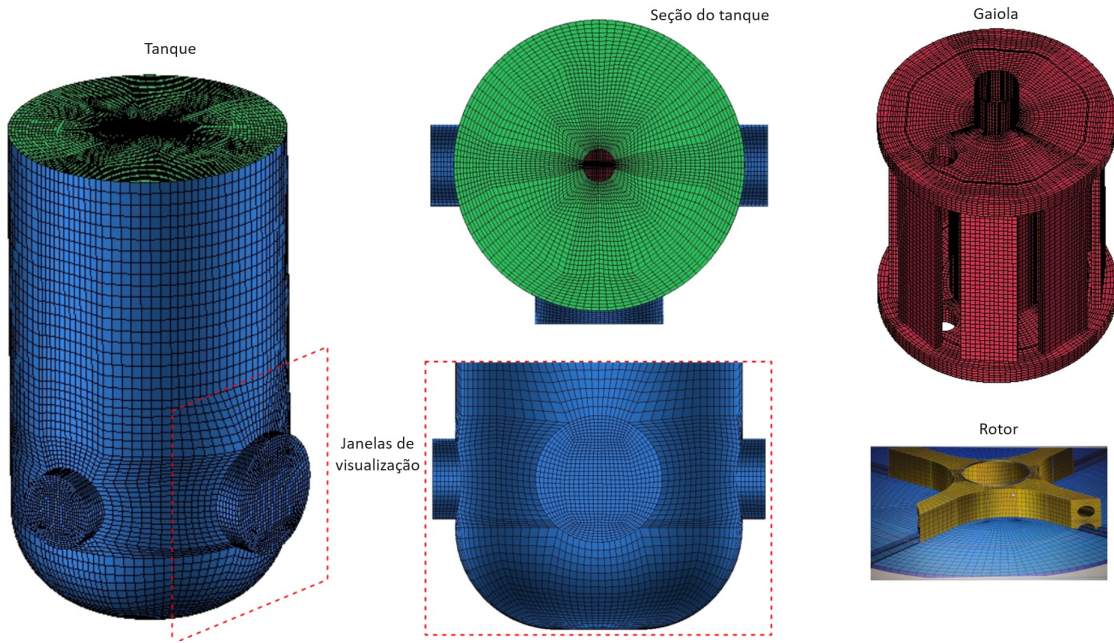 Seção do tanque
Gaiola
Tanque
Janelas de
visualização
Rotor